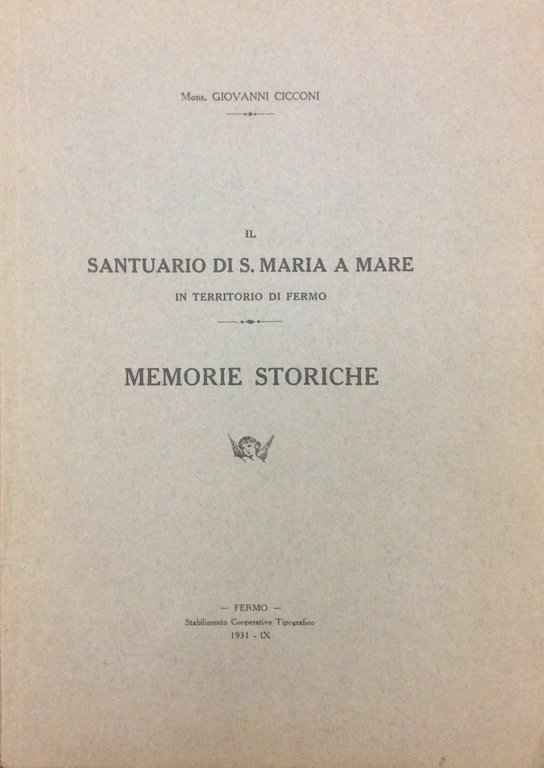 Mons. GIOVANNI CICCONI
IL
SANTUARIO DI S. MARIA A MARE
IN TERRITORIO DI FERMO
MEMORIE STORICHE
— FERMO —
Stabilimento Cooperativo Tipografico
1931 - IX